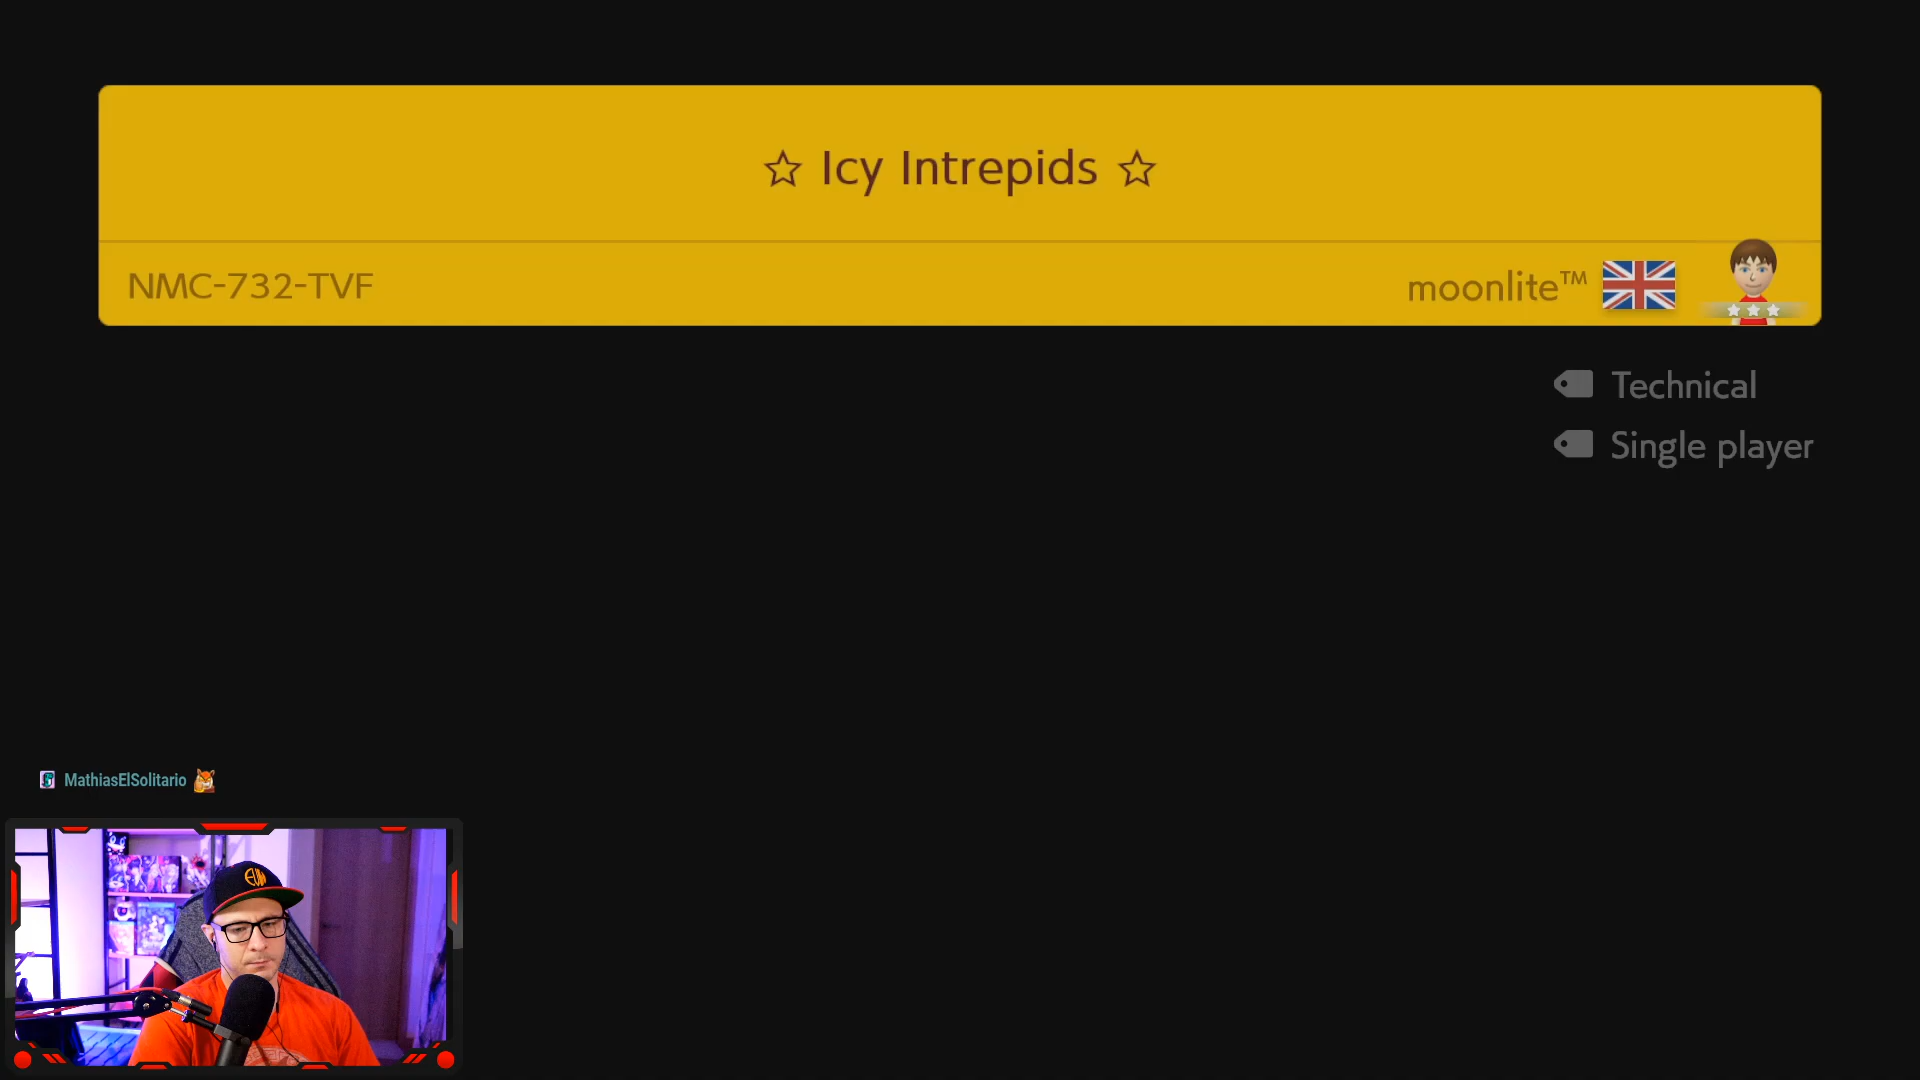 ☆ Icy Intrepids ☆
NMC-732-TVF
moonlite™
Technical
Single player
MathiasElSolitario